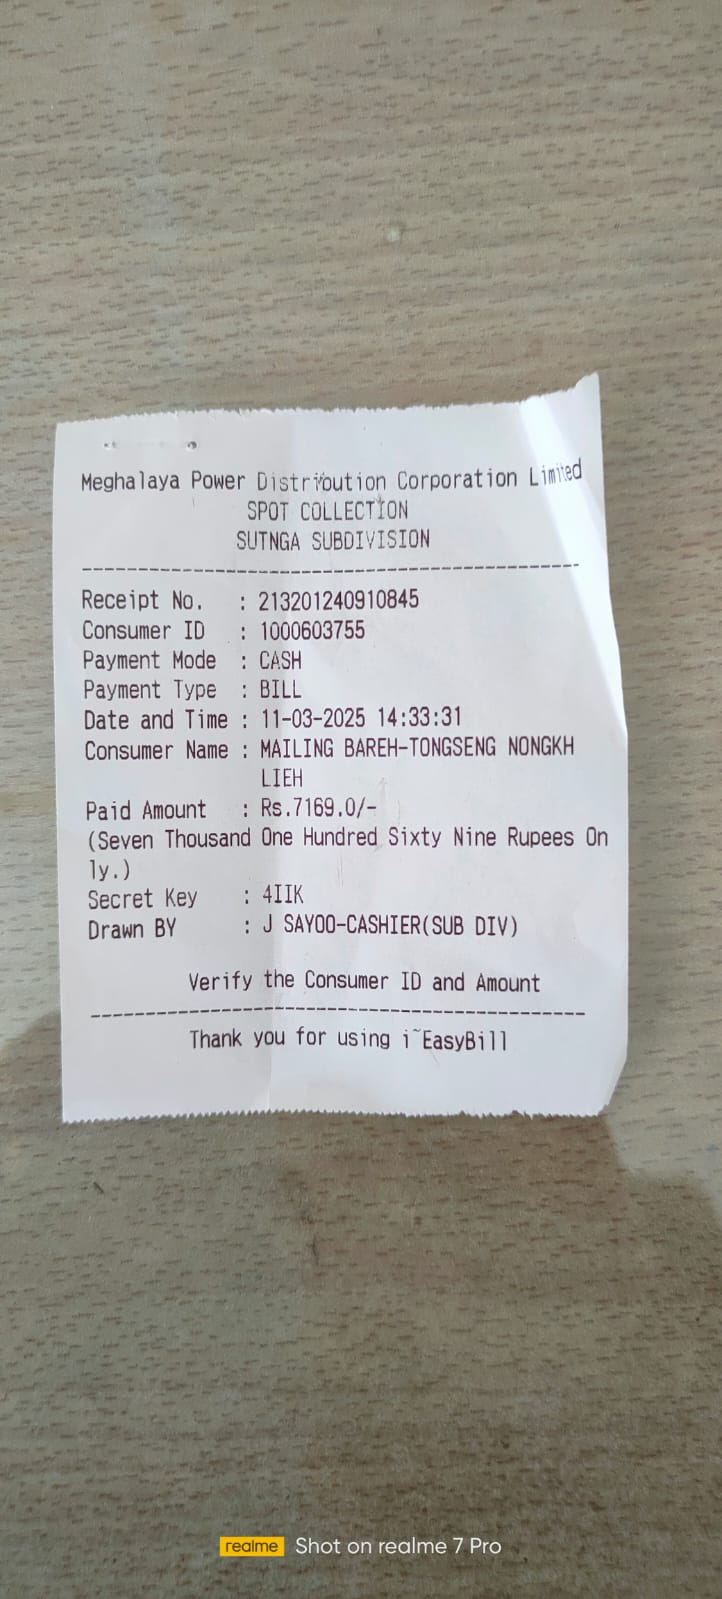 Meghalaya Power Distribution Corporation Limited
SPOT COLLECTION
SUTNGA SUBDIVISION
------------------------------------------------
Receipt No. : 213201240910845
Consumer ID : 1000603755
Payment Mode : CASH
Payment Type : BILL
Date and Time : 11-03-2025 14:33:31
Consumer Name : MAILING BAREH-TONGSENG NONGKH
LIEH
Paid Amount : Rs.7169.0/-
(Seven Thousand One Hundred Sixty Nine Rupees On
ly.)
Secret Key : 4IIK
Drawn BY : J SAYOO-CASHIER(SUB DIV)
Verify the Consumer ID and Amount
------------------------------------------------
Thank you for using i~EasyBill
realme Shot on realme 7 Pro